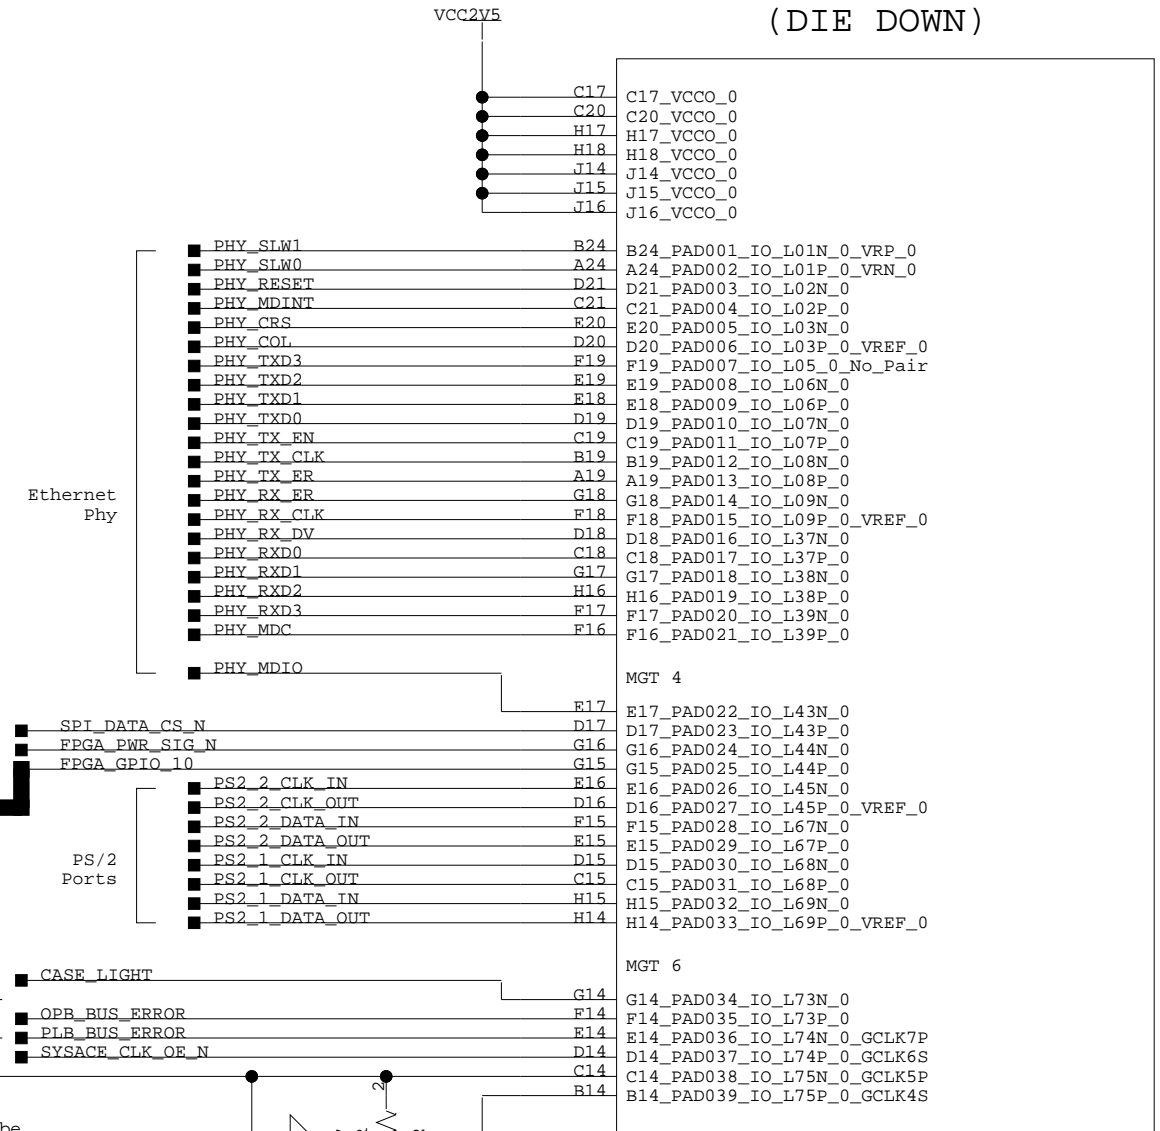 VCC2V5
(DIE DOWN)
C17 C17_VCCO_0
C20 C20_VCCO_0
H17 H17_VCCO_0
H18 H18_VCCO_0
J14 J14_VCCO_0
J15 J15_VCCO_0
J16 J16_VCCO_0
PHY_SLW1 B24 B24_PAD001_IO_L01N_0_VRP_0
PHY_SLW0 A24 A24_PAD002_IO_L01P_0_VRN_0
PHY_RESET D21 D21_PAD003_IO_L02N_0
PHY_MDINT C21 C21_PAD004_IO_L02P_0
PHY_CRS E20 E20_PAD005_IO_L03N_0
PHY_COL D20 D20_PAD006_IO_L03P_0_VREF_0
PHY_TXD3 F19 F19_PAD007_IO_L05_0_No_Pair
PHY_TXD2 E19 E19_PAD008_IO_L06N_0
PHY_TXD1 E18 E18_PAD009_IO_L06P_0
PHY_TXD0 D19 D19_PAD010_IO_L07N_0
PHY_TX_EN C19 C19_PAD011_IO_L07P_0
PHY_TX_CLK B19 B19_PAD012_IO_L08N_0
PHY_TX_ER A19 A19_PAD013_IO_L08P_0
Ethernet PHY_RX_ER G18 G18_PAD014_IO_L09N_0
Phy PHY_RX_CLK F18 F18_PAD015_IO_L09P_0_VREF_0
PHY_RX_DV D18 D18_PAD016_IO_L37N_0
PHY_RXD0 C18 C18_PAD017_IO_L37P_0
PHY_RXD1 G17 G17_PAD018_IO_L38N_0
PHY_RXD2 H16 H16_PAD019_IO_L38P_0
PHY_RXD3 F17 F17_PAD020_IO_L39N_0
PHY_MDC F16 F16_PAD021_IO_L39P_0
PHY_MDIO MGT 4
E17 E17_PAD022_IO_L43N_0
SPI_DATA_CS_N D17 D17_PAD023_IO_L43P_0
FPGA_PWR_SIG_N G16 G16_PAD024_IO_L44N_0
FPGA_GPIO_10 G15 G15_PAD025_IO_L44P_0
PS2_2_CLK_IN E16 E16_PAD026_IO_L45N_0
PS2_2_CLK_OUT D16 D16_PAD027_IO_L45P_0_VREF_0
PS2_2_DATA_IN F15 F15_PAD028_IO_L67N_0
PS2_2_DATA_OUT E15 E15_PAD029_IO_L67P_0
PS/2 PS2_1_CLK_IN D15 D15_PAD030_IO_L68N_0
Ports PS2_1_CLK_OUT C15 C15_PAD031_IO_L68P_0
PS2_1_DATA_IN H15 H15_PAD032_IO_L69N_0
PS2_1_DATA_OUT H14 H14_PAD033_IO_L69P_0_VREF_0
CASE_LIGHT MGT 6
G14 G14_PAD034_IO_L73N_0
OPB_BUS_ERROR F14 F14_PAD035_IO_L73P_0
PLB_BUS_ERROR E14 E14_PAD036_IO_L74N_0_GCLK7P
SYSACE_CLK_OE_N D14 D14_PAD037_IO_L74P_0_GCLK6S
C14 C14_PAD038_IO_L75N_0_GCLK5P
2 B14 B14_PAD039_IO_L75P_0_GCLK4S